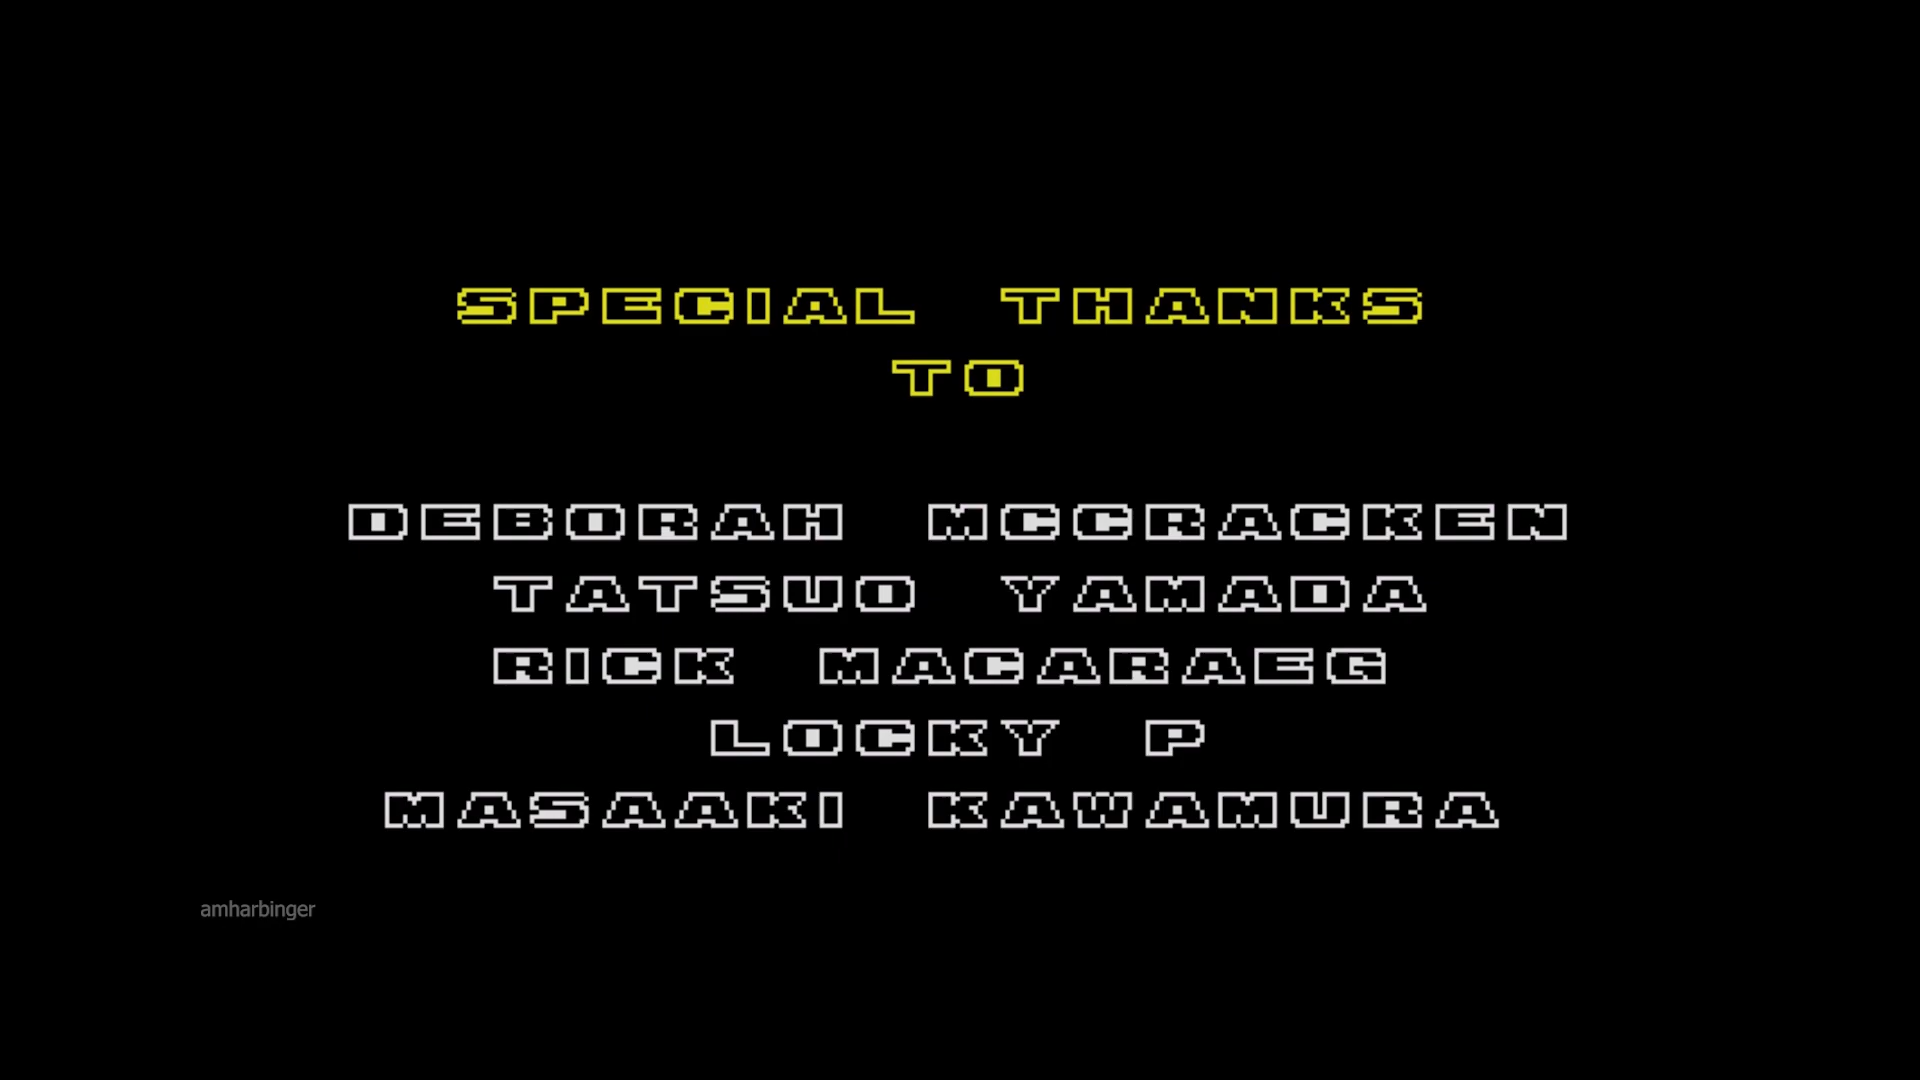 SPECIAL THANKS
TO
DEBORAH MCCRACKEN
TATSUO YAMADA
RICK MACARAEG
LOCKY P
MASAAKI KAWAMURA
amharbinger